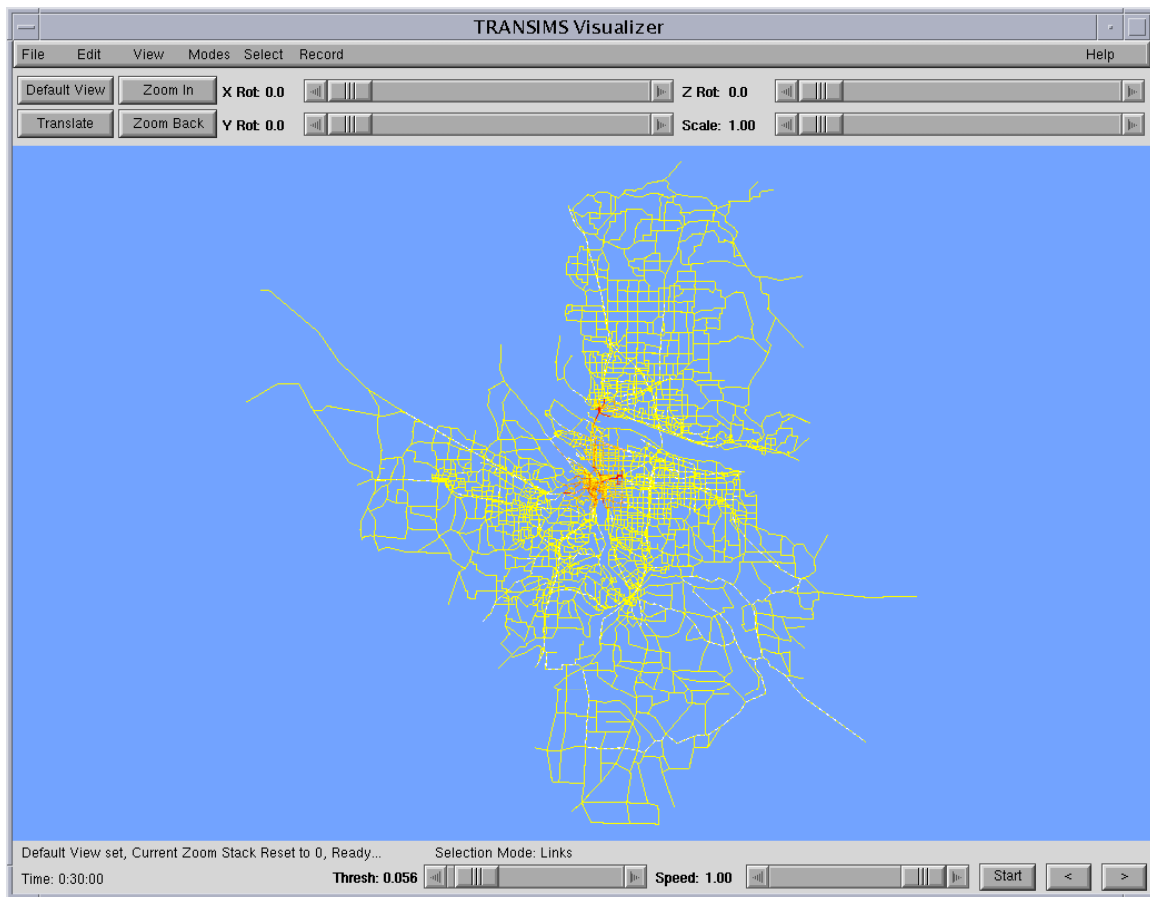 TRANSIMS Visualizer
File Edit View Modes Select Record Help
Default View Zoom In X Rot: 0.0 Z Rot: 0.0
Translate Zoom Back Y Rot: 0.0 Scale: 1.00
Default View set, Current Zoom Stack Reset to 0, Ready... Selection Mode: Links
Time: 0:30:00 Thresh: 0.056 Speed: 1.00 Start < >